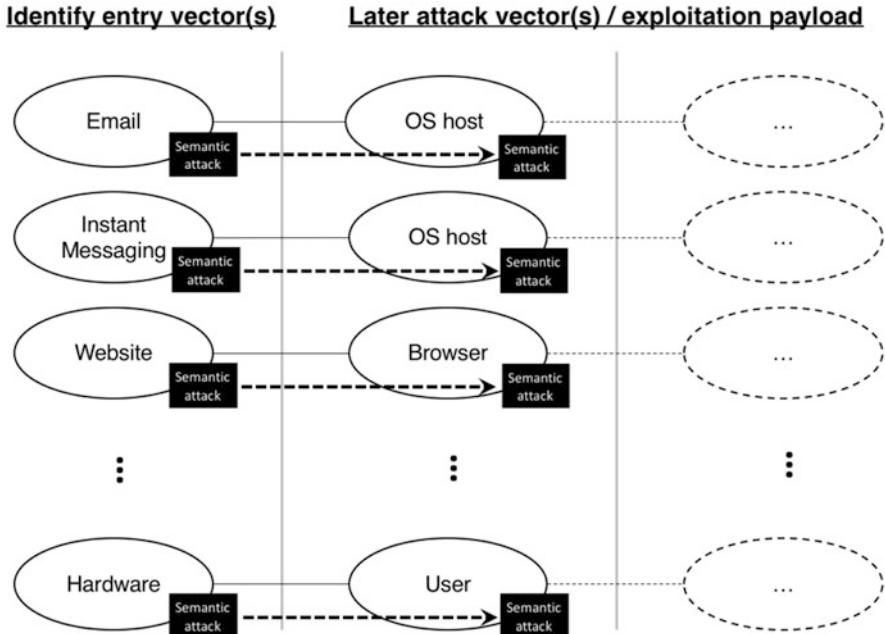 Identify entry vector(s)
Later attack vector(s) / exploitation payload
Email
OS host
...
Semantic
attack
Semantic
attack
Instant
Messaging
OS host
...
Semantic
attack
Semantic
attack
Website
Browser
...
Semantic
attack
Semantic
attack
Hardware
User
...
Semantic
attack
Semantic
attack